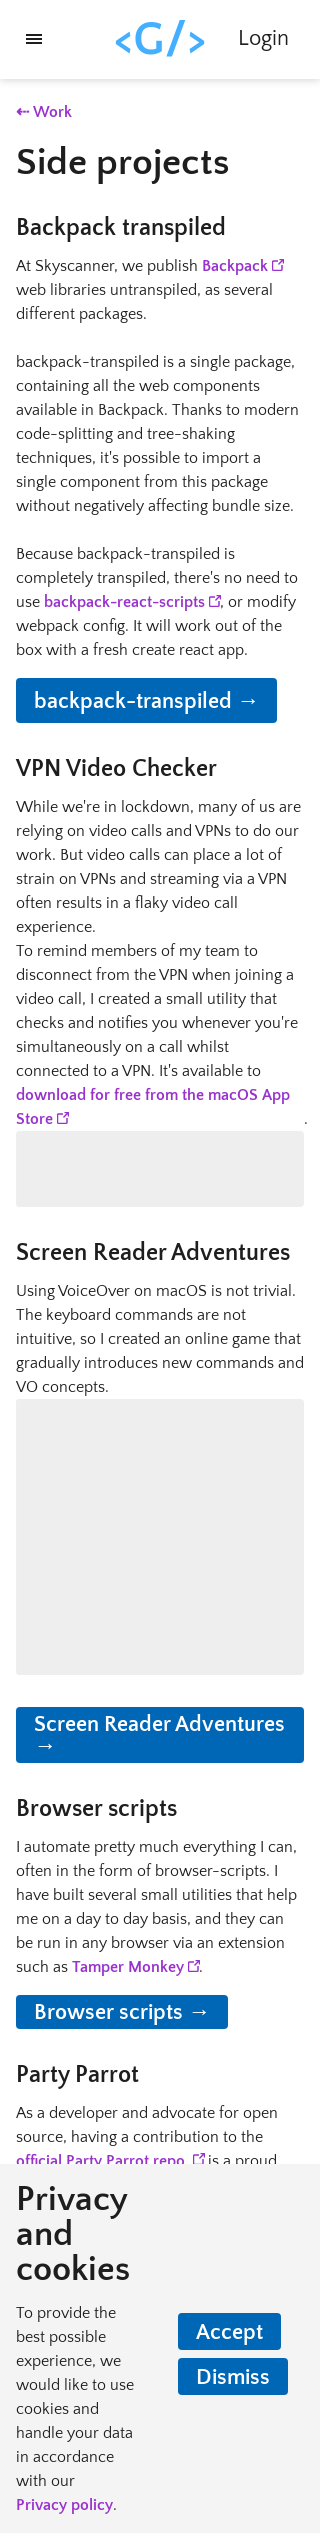 <G/>
Login
⇠ Work
Side projects
Backpack transpiled
At Skyscanner, we publish Backpack
web libraries untranspiled, as several
different packages.
backpack-transpiled is a single package,
containing all the web components
available in Backpack. Thanks to modern
code-splitting and tree-shaking
techniques, it's possible to import a
single component from this package
without negatively affecting bundle size.
Because backpack-transpiled is
completely transpiled, there's no need to
use backpack-react-scripts , or modify
webpack config. It will work out of the
box with a fresh create react app.
backpack-transpiled →
VPN Video Checker
While we're in lockdown, many of us are
relying on video calls and VPNs to do our
work. But video calls can place a lot of
strain on VPNs and streaming via a VPN
often results in a flaky video call
experience.
To remind members of my team to
disconnect from the VPN when joining a
video call, I created a small utility that
checks and notifies you whenever you're
simultaneously on a call whilst
connected to a VPN. It's available to
download for free from the macOS App
Store .
Screen Reader Adventures
Using VoiceOver on macOS is not trivial.
The keyboard commands are not
intuitive, so I created an online game that
gradually introduces new commands and
VO concepts.
Screen Reader Adventures
→
Browser scripts
I automate pretty much everything I can,
often in the form of browser-scripts. I
have built several small utilities that help
me on a day to day basis, and they can
be run in any browser via an extension
such as Tamper Monkey .
Browser scripts →
Party Parrot
As a developer and advocate for open
source, having a contribution to the
official Party Parrot repo is a proud
Privacy
and
cookies
To provide the
best possible
experience, we
would like to use
cookies and
handle your data
in accordance
with our
Privacy policy.
Accept
Dismiss